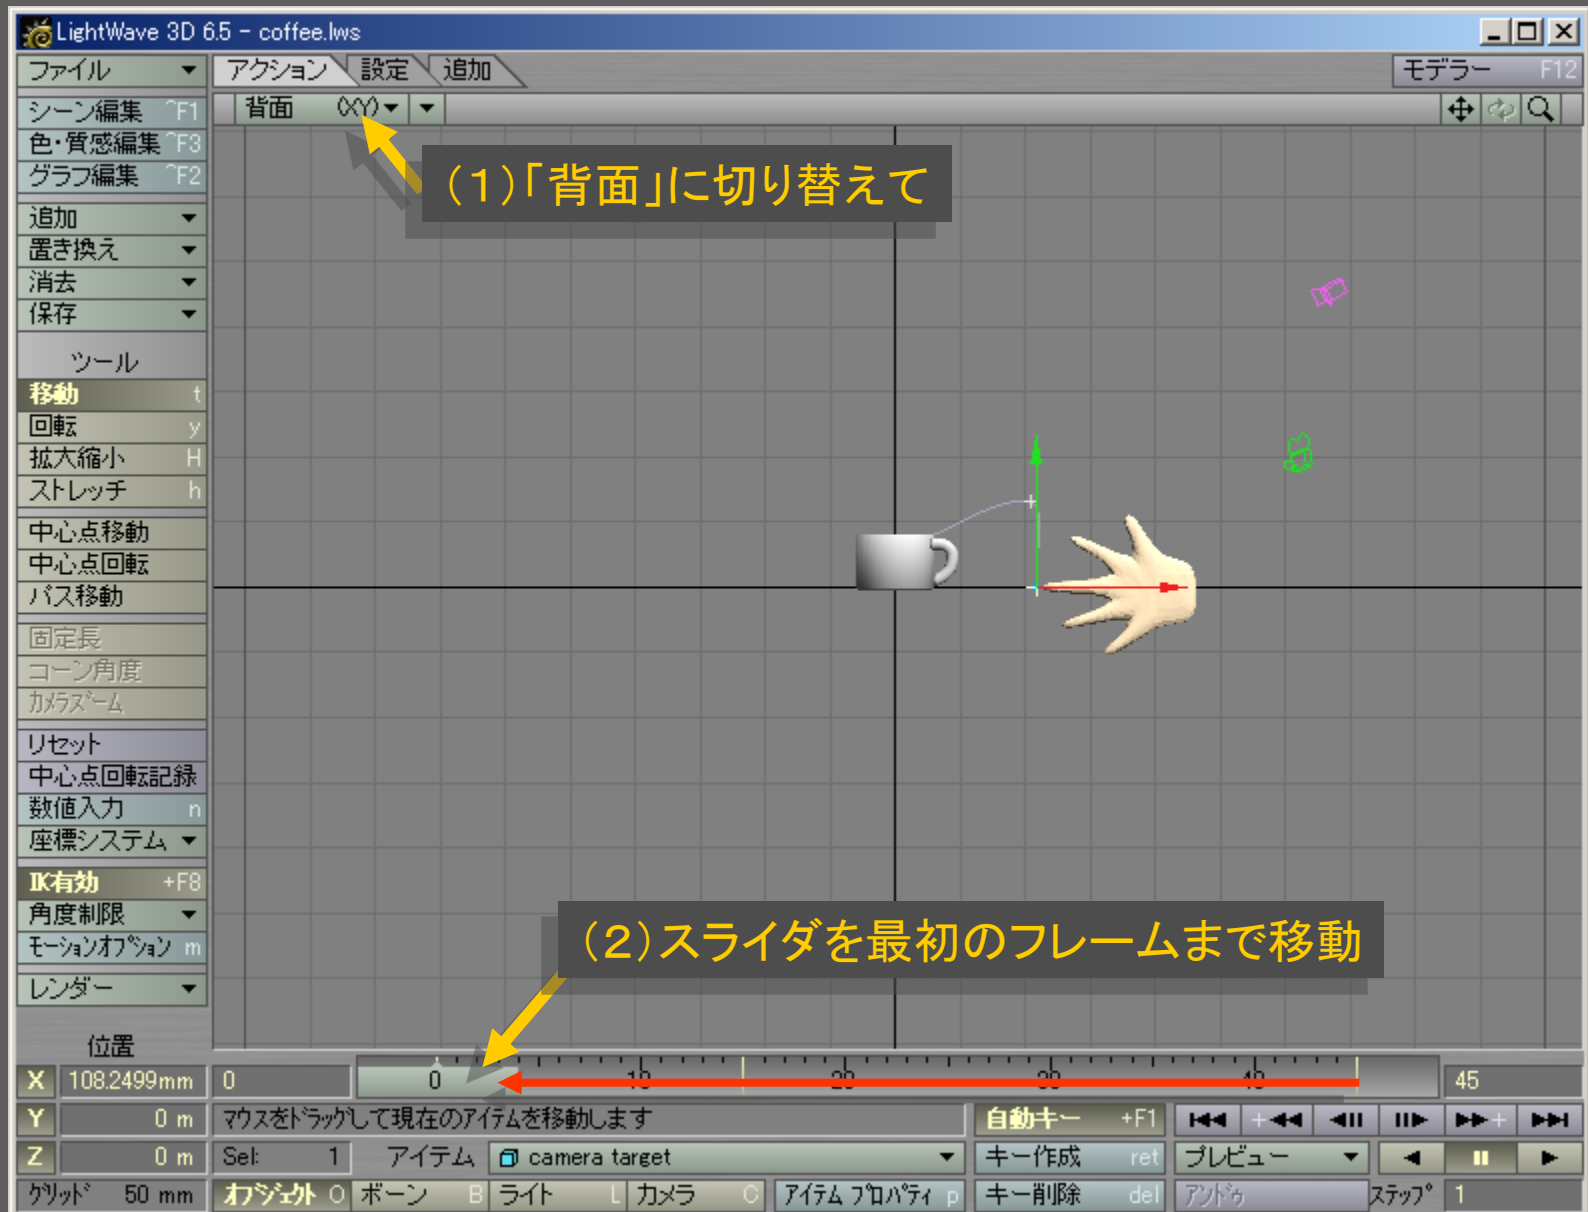 LightWave 3D 6.5 - coffee.lws
ファイル
アクション 設定 追加
モデラー F12
背面 (XY)
シーン編集 ^F1
色・質感編集 ^F3
グラフ編集 ^F2
(1)「背面」に切り替えて
追加
置き換え
消去
保存
ツール
移動 t
回転 y
拡大縮小 H
ストレッチ h
中心点移動
中心点回転
パス移動
固定長
コーン角度
カメラズーム
リセット
中心点回転記録
数値入力 n
座標システム
IK有効 +F8
角度制限
モーションオプション m
レンダー
(2)スライダを最初のフレームまで移動
位置
X 108.2499mm 0 0 10 20 30 40 45
Y 0 m マウスをドラッグして現在のアイテムを移動します 自動キー +F1
Z 0 m Sel: 1 アイテム camera target キー作成 ret プレビュー
グリッド 50 mm オブジェクト O ボーン B ライト L カメラ C アイテム プロパティ p キー削除 del アンドゥ ステップ 1